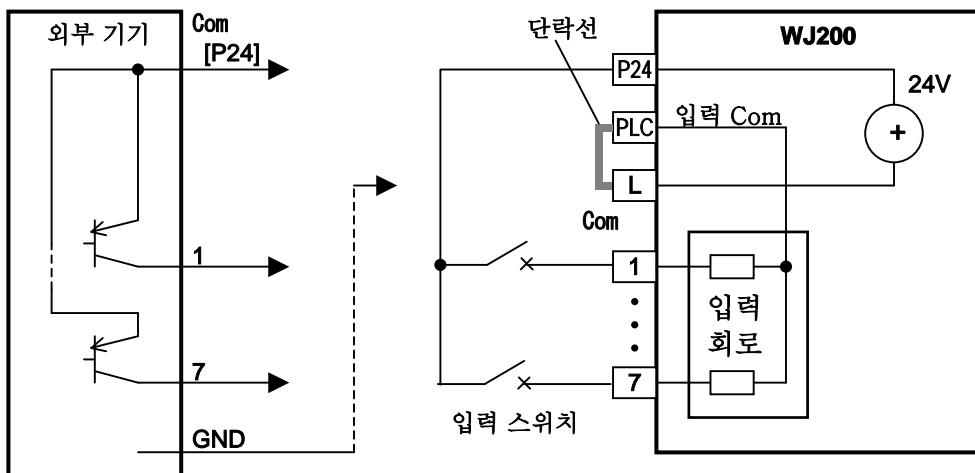 외부 기기
Com
[P24]
1
7
GND
단락선
WJ200
P24
24V
PLC
입력 Com
+
L
Com
1
입력
회로
7
입력 스위치